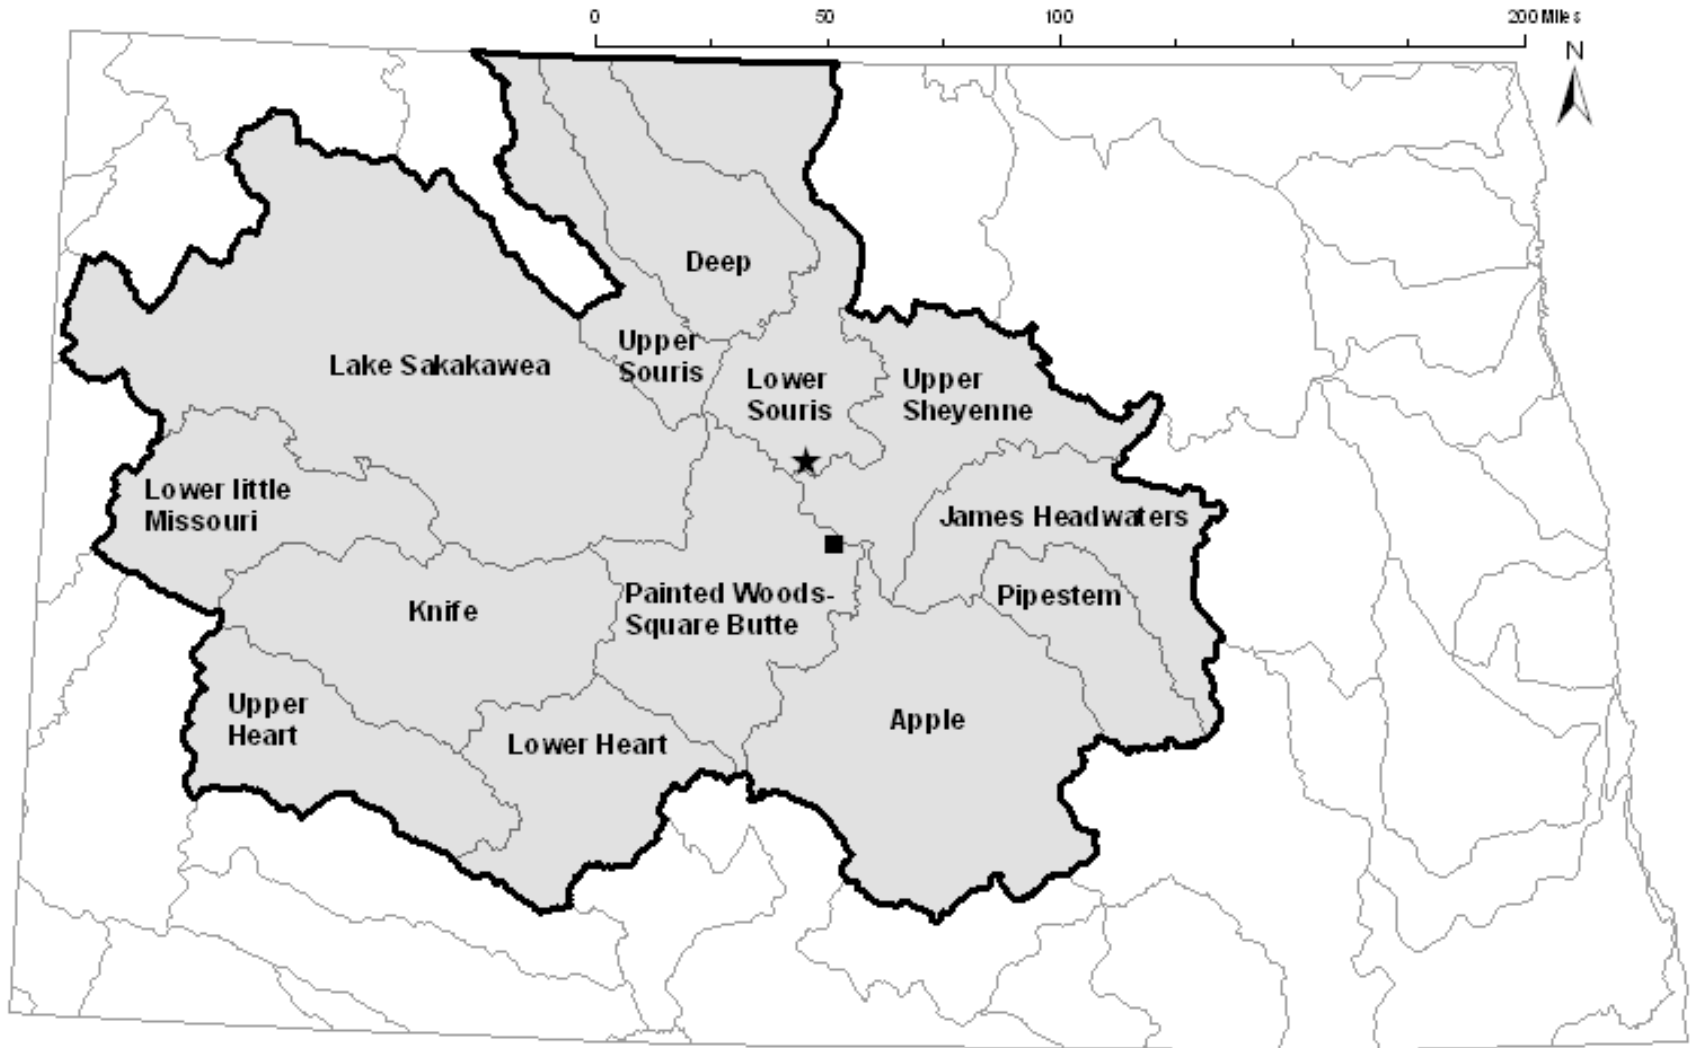 0 50 100 200 Miles
N
Deep
Upper
Souris
Lake Sakakawea
Lower
Souris
Upper
Sheyenne
Lower little
Missouri
James Headwaters
Knife
Painted Woods-
Square Butte
Pipestem
Upper
Heart
Lower Heart
Apple